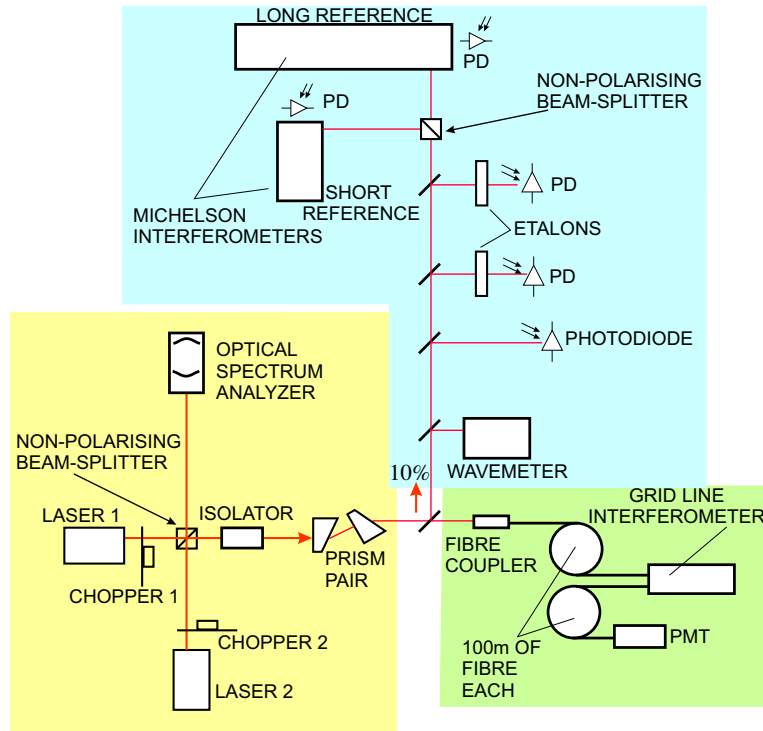 LONG REFERENCE
PD
PD
NON-POLARISING
BEAM-SPLITTER
SHORT
REFERENCE
MICHELSON
INTERFEROMETERS
PD
ETALONS
PD
PHOTODIODE
WAVEMETER
10%
OPTICAL
SPECTRUM
ANALYZER
NON-POLARISING
BEAM-SPLITTER
LASER 1
ISOLATOR
CHOPPER 1
PRISM
PAIR
CHOPPER 2
LASER 2
GRID LINE
INTERFEROMETER
FIBRE
COUPLER
100m OF
FIBRE
EACH
PMT